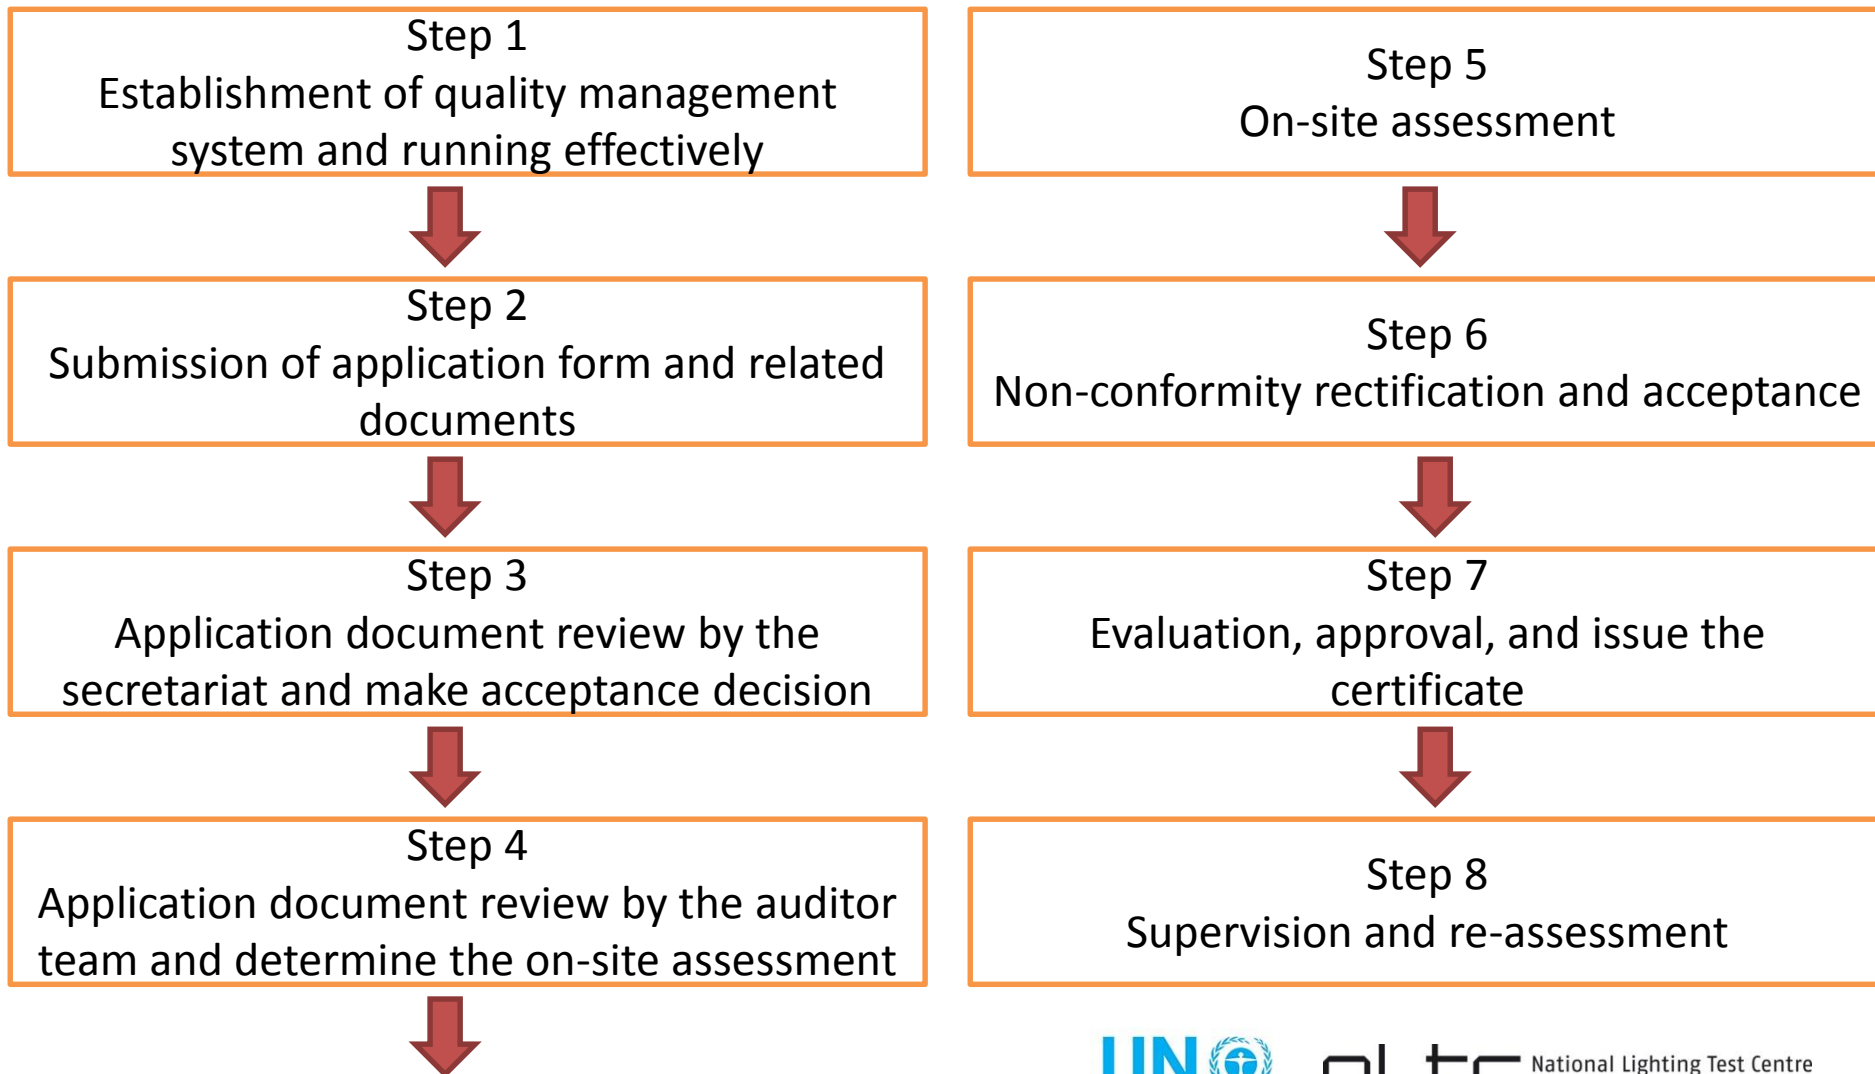 Step 1
Establishment of quality management
system and running effectively
Step 2
Submission of application form and related
documents
Step 3
Application document review by the
secretariat and make acceptance decision
Step 4
Application document review by the auditor
team and determine the on-site assessment
Step 5
On-site assessment
Step 6
Non-conformity rectification and acceptance
Step 7
Evaluation, approval, and issue the
certificate
Step 8
Supervision and re-assessment
UN
National Lighting Test Centre